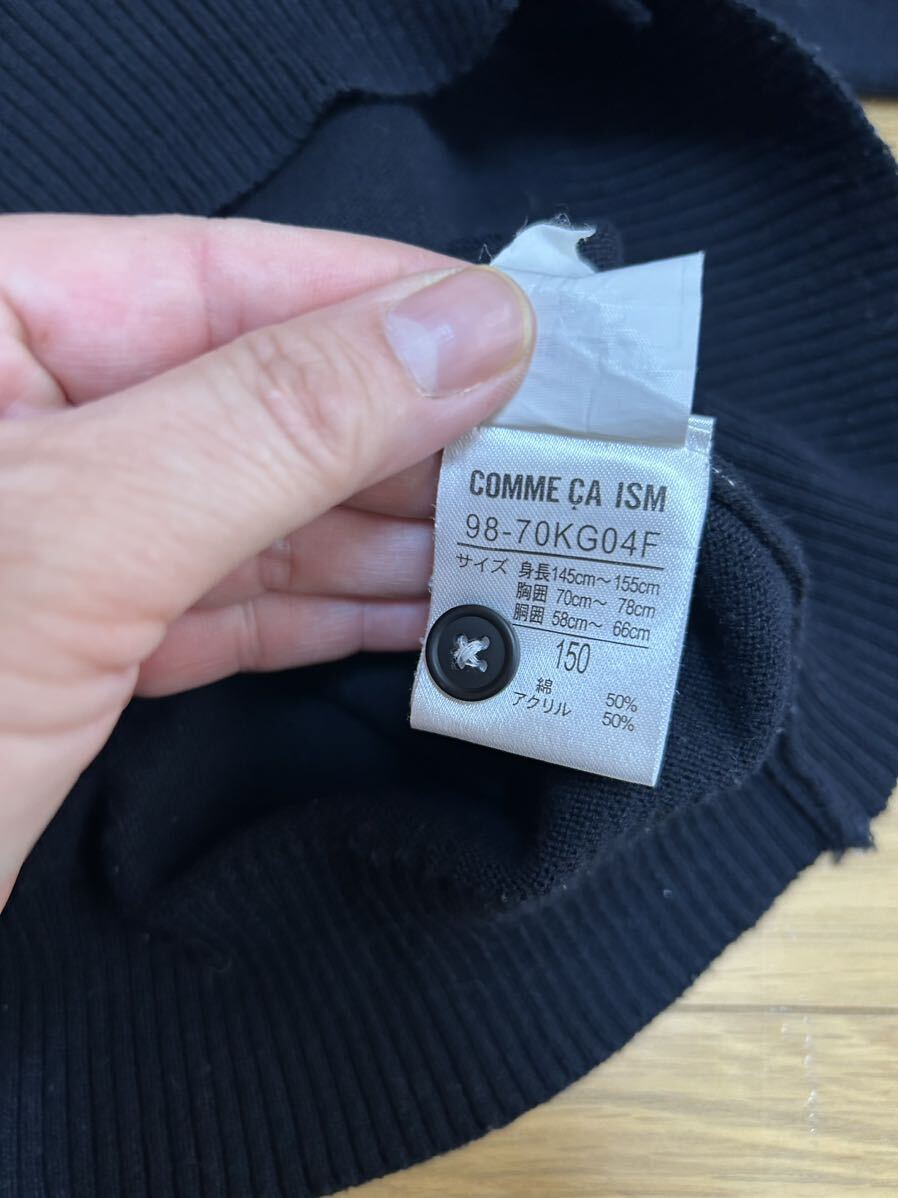 COMME ÇA ISM
98-70KG04F
サイズ 身長145cm~155cm
胸囲 70cm~ 78cm
胴囲 58cm~ 66cm
150
綿 50%
アクリル 50%